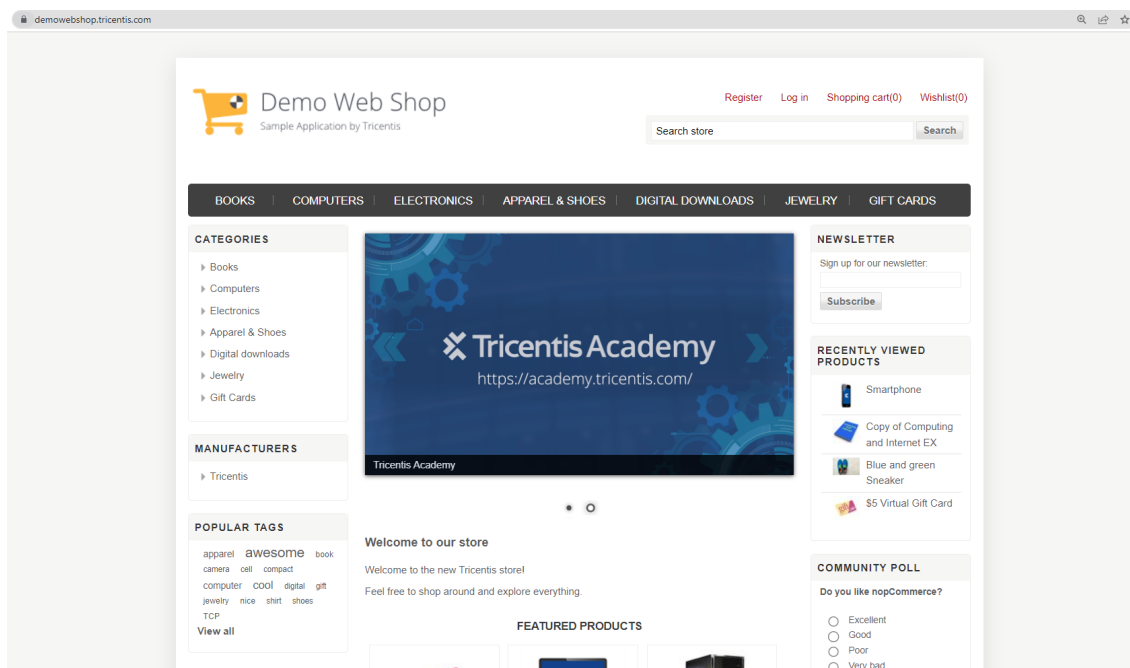 demowebshop.tricentis.com
Demo Web Shop
Sample Application by Tricentis
Register Log in Shopping cart(0) Wishlist(0)
Search store Search
BOOKS COMPUTERS ELECTRONICS APPAREL & SHOES DIGITAL DOWNLOADS JEWELRY GIFT CARDS
CATEGORIES
Books
Computers
Electronics
Apparel & Shoes
Digital downloads
Jewelry
Gift Cards
MANUFACTURERS
Tricentis
POPULAR TAGS
apparel awesome book
camera cell compact
computer cool digital gift
jewelry nice shirt shoes
TCP
View all
Tricentis Academy
https://academy.tricentis.com/
Tricentis Academy
Welcome to our store
Welcome to the new Tricentis store!
Feel free to shop around and explore everything.
FEATURED PRODUCTS
NEWSLETTER
Sign up for our newsletter:
Subscribe
RECENTLY VIEWED
PRODUCTS
Smartphone
Copy of Computing
and Internet EX
Blue and green
Sneaker
$5 Virtual Gift Card
COMMUNITY POLL
Do you like nopCommerce?
Excellent
Good
Poor
Very bad